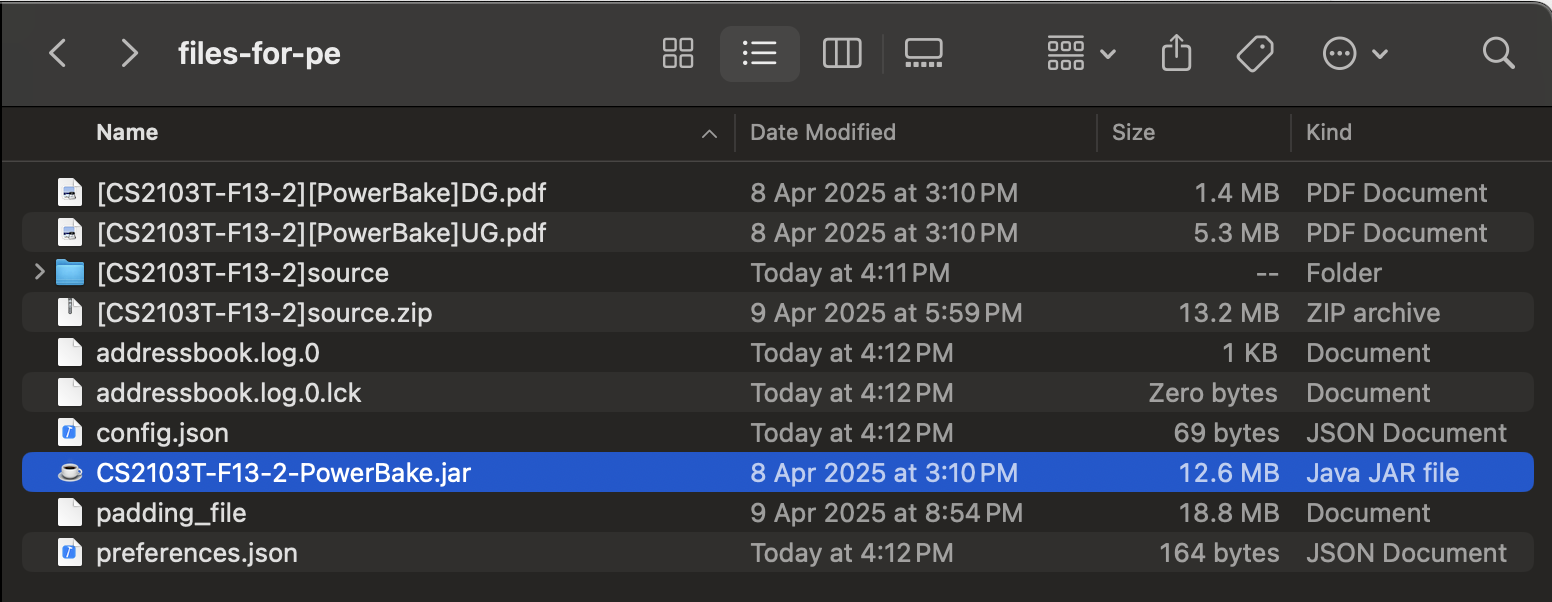 files-for-pe
Name Date Modified Size Kind
[CS2103T-F13-2][PowerBake]DG.pdf 8 Apr 2025 at 3:10 PM 1.4 MB PDF Document
[CS2103T-F13-2][PowerBake]UG.pdf 8 Apr 2025 at 3:10 PM 5.3 MB PDF Document
[CS2103T-F13-2]source Today at 4:11 PM -- Folder
[CS2103T-F13-2]source.zip 9 Apr 2025 at 5:59 PM 13.2 MB ZIP archive
addressbook.log.0 Today at 4:12 PM 1 KB Document
addressbook.log.0.lck Today at 4:12 PM Zero bytes Document
config.json Today at 4:12 PM 69 bytes JSON Document
CS2103T-F13-2-PowerBake.jar 8 Apr 2025 at 3:10 PM 12.6 MB Java JAR file
padding_file 9 Apr 2025 at 8:54 PM 18.8 MB Document
preferences.json Today at 4:12 PM 164 bytes JSON Document